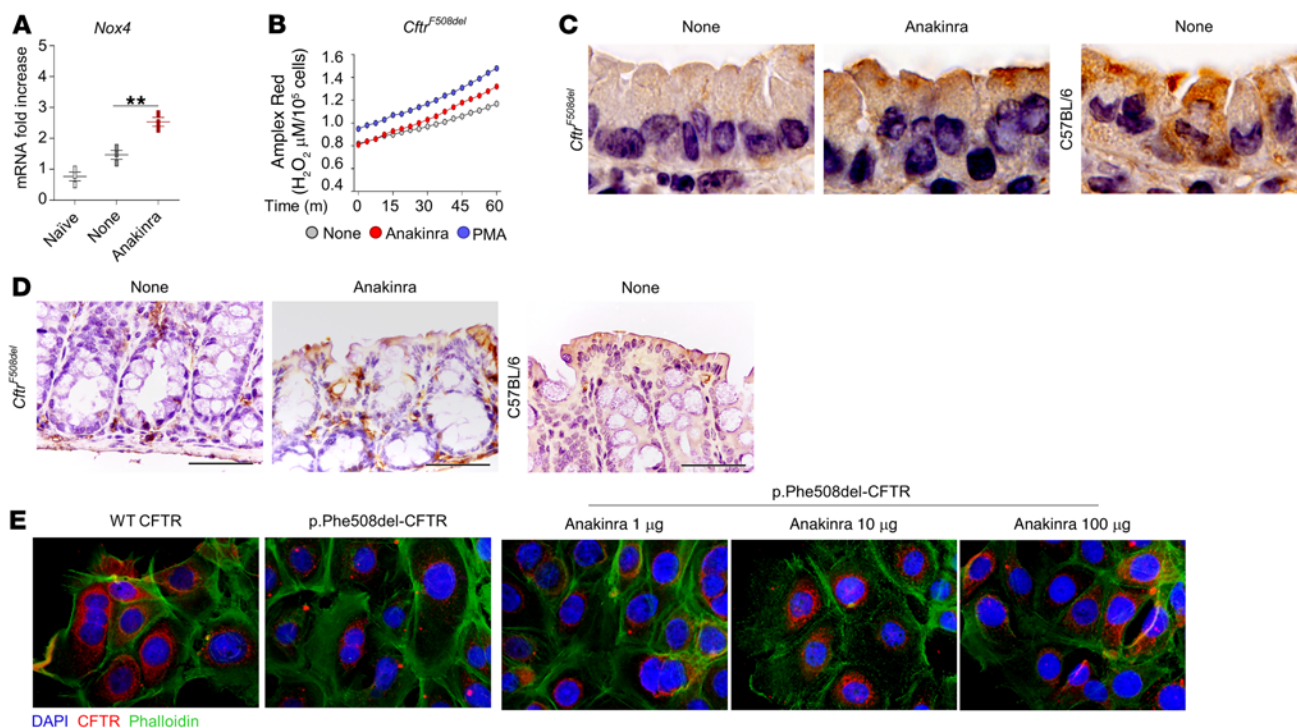 A
Nox4
mRNA fold increase
5
4
3
2
1
0
Naïve
None
Anakinra
**
B
Cftr^F508del
Amplex Red
(H₂O₂ μM/10⁵ cells)
1.6
1.4
1.2
1.0
0.8
0.6
0.4
Time (m)
0
15
30
45
60
None
Anakinra
PMA
C
None
Anakinra
None
Cftr^F508del
C57BL/6
D
None
Anakinra
None
Cftr^F508del
C57BL/6
E
p.Phe508del-CFTR
WT CFTR
p.Phe508del-CFTR
Anakinra 1 μg
Anakinra 10 μg
Anakinra 100 μg
DAPI CFTR Phalloidin